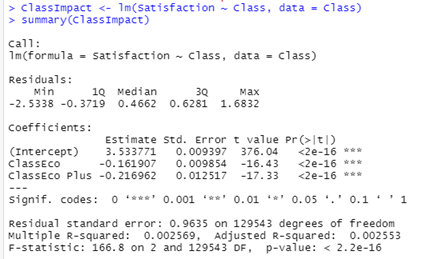 > ClassImpact <- lm(Satisfaction ~ Class, data = Class)
> summary(ClassImpact)
Call:
lm(formula = Satisfaction ~ Class, data = Class)
Residuals:
Min 1Q Median 3Q Max
-2.5338 -0.3719 0.4662 0.6281 1.6832
Coefficients:
Estimate Std. Error t value Pr(>|t|)
(Intercept) 3.533771 0.009397 376.04 <2e-16 ***
ClassEco -0.161907 0.009854 -16.43 <2e-16 ***
ClassEco Plus -0.216962 0.012517 -17.33 <2e-16 ***
---
Signif. codes: 0 ‘***’ 0.001 ‘**’ 0.01 ‘*’ 0.05 ‘.’ 0.1 ‘ ’ 1
Residual standard error: 0.9635 on 129543 degrees of freedom
Multiple R-squared: 0.002569, Adjusted R-squared: 0.002553
F-statistic: 166.8 on 2 and 129543 DF, p-value: < 2.2e-16